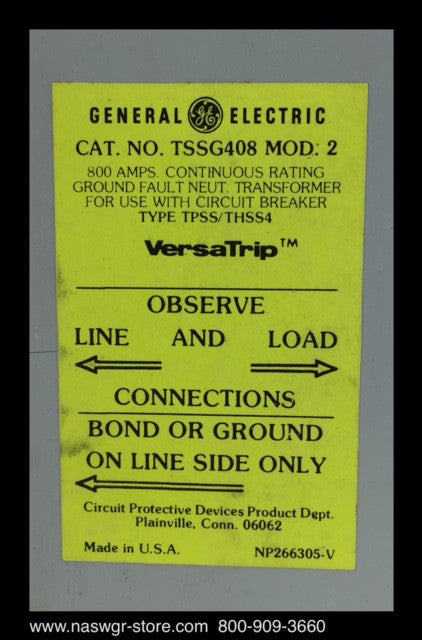 GENERAL GE ELECTRIC
CAT. NO. TSSG408 MOD. 2
800 AMPS. CONTINUOUS RATING
GROUND FAULT NEUT. TRANSFORMER
FOR USE WITH CIRCUIT BREAKER
TYPE TPSS/THSS4
VersaTrip™
OBSERVE
LINE AND LOAD
CONNECTIONS
BOND OR GROUND
ON LINE SIDE ONLY
Circuit Protective Devices Product Dept.
Plainville, Conn. 06062
Made in U.S.A. NP266305-V
www.naswgr-store.com 800-909-3660